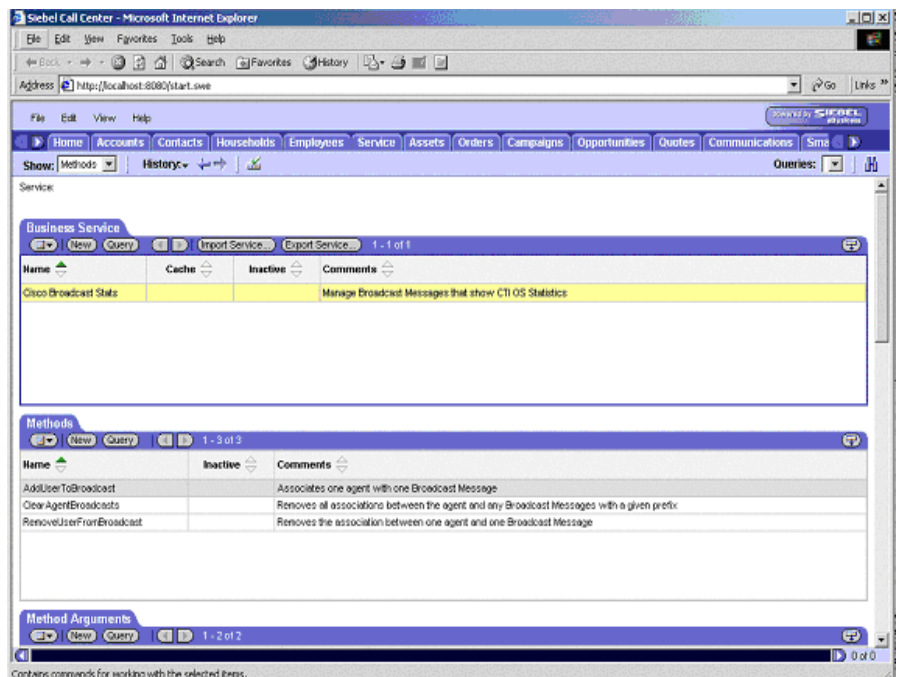 Siebel Call Center - Microsoft Internet Explorer
File Edit View Favorites Tools Help
Back Search Favorites History
Address http://localhost:8080/start.swe Go Links »
File Edit View Help Powered by SIEBEL eBusiness
Home Accounts Contacts Households Employees Service Assets Orders Campaigns Opportunities Quotes Communications Sma
Show: Methods History: Queries:
Service:
Business Service
New Query Import Service... Export Service... 1 - 1 of 1
Name Cache Inactive Comments
Cisco Broadcast Stats Manage Broadcast Messages that show CTI OS Statistics
Methods
New Query 1 - 3 of 3
Name Inactive Comments
AddUserToBroadcast Associates one agent with one Broadcast Message
ClearAgentBroadcasts Removes all associations between the agent and any Broadcast Messages with a given prefix
RemoveUserFromBroadcast Removes the association between one agent and one Broadcast Message
Method Arguments
New Query 1 - 2 of 2
0 of 0
Contains commands for working with the selected items.